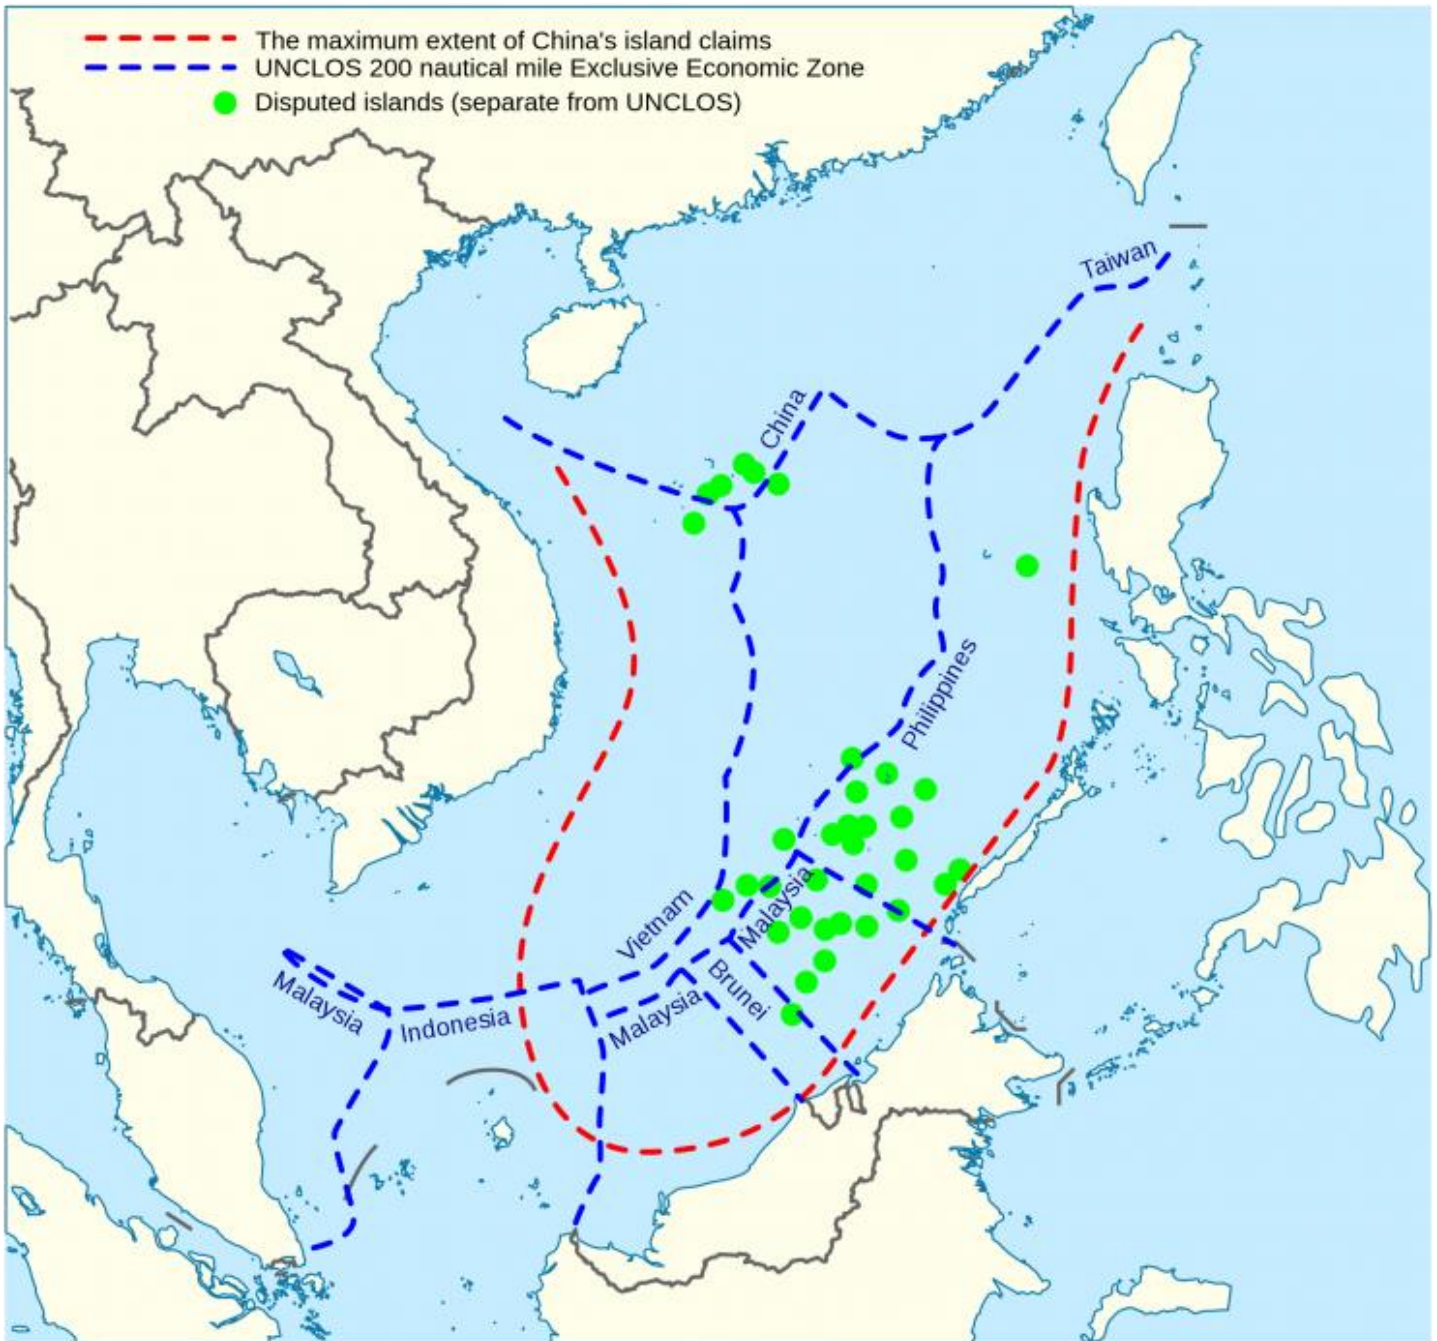 The maximum extent of China's island claims
UNCLOS 200 nautical mile Exclusive Economic Zone
Disputed islands (separate from UNCLOS)
Taiwan
China
Philippines
Vietnam
Malaysia
Malaysia
Brunei
Indonesia
Malaysia